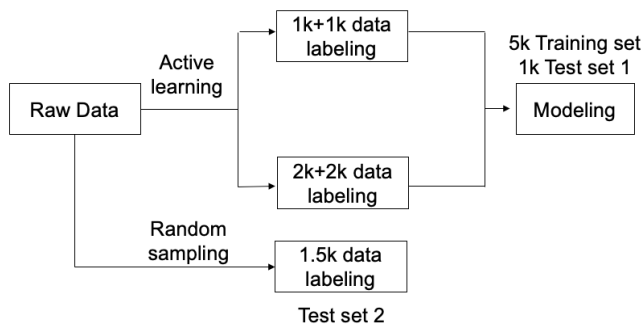 1k+1k data
labeling
5k Training set
1k Test set 1
Active
learning
Raw Data
Modeling
2k+2k data
labeling
Random
sampling
1.5k data
labeling
Test set 2